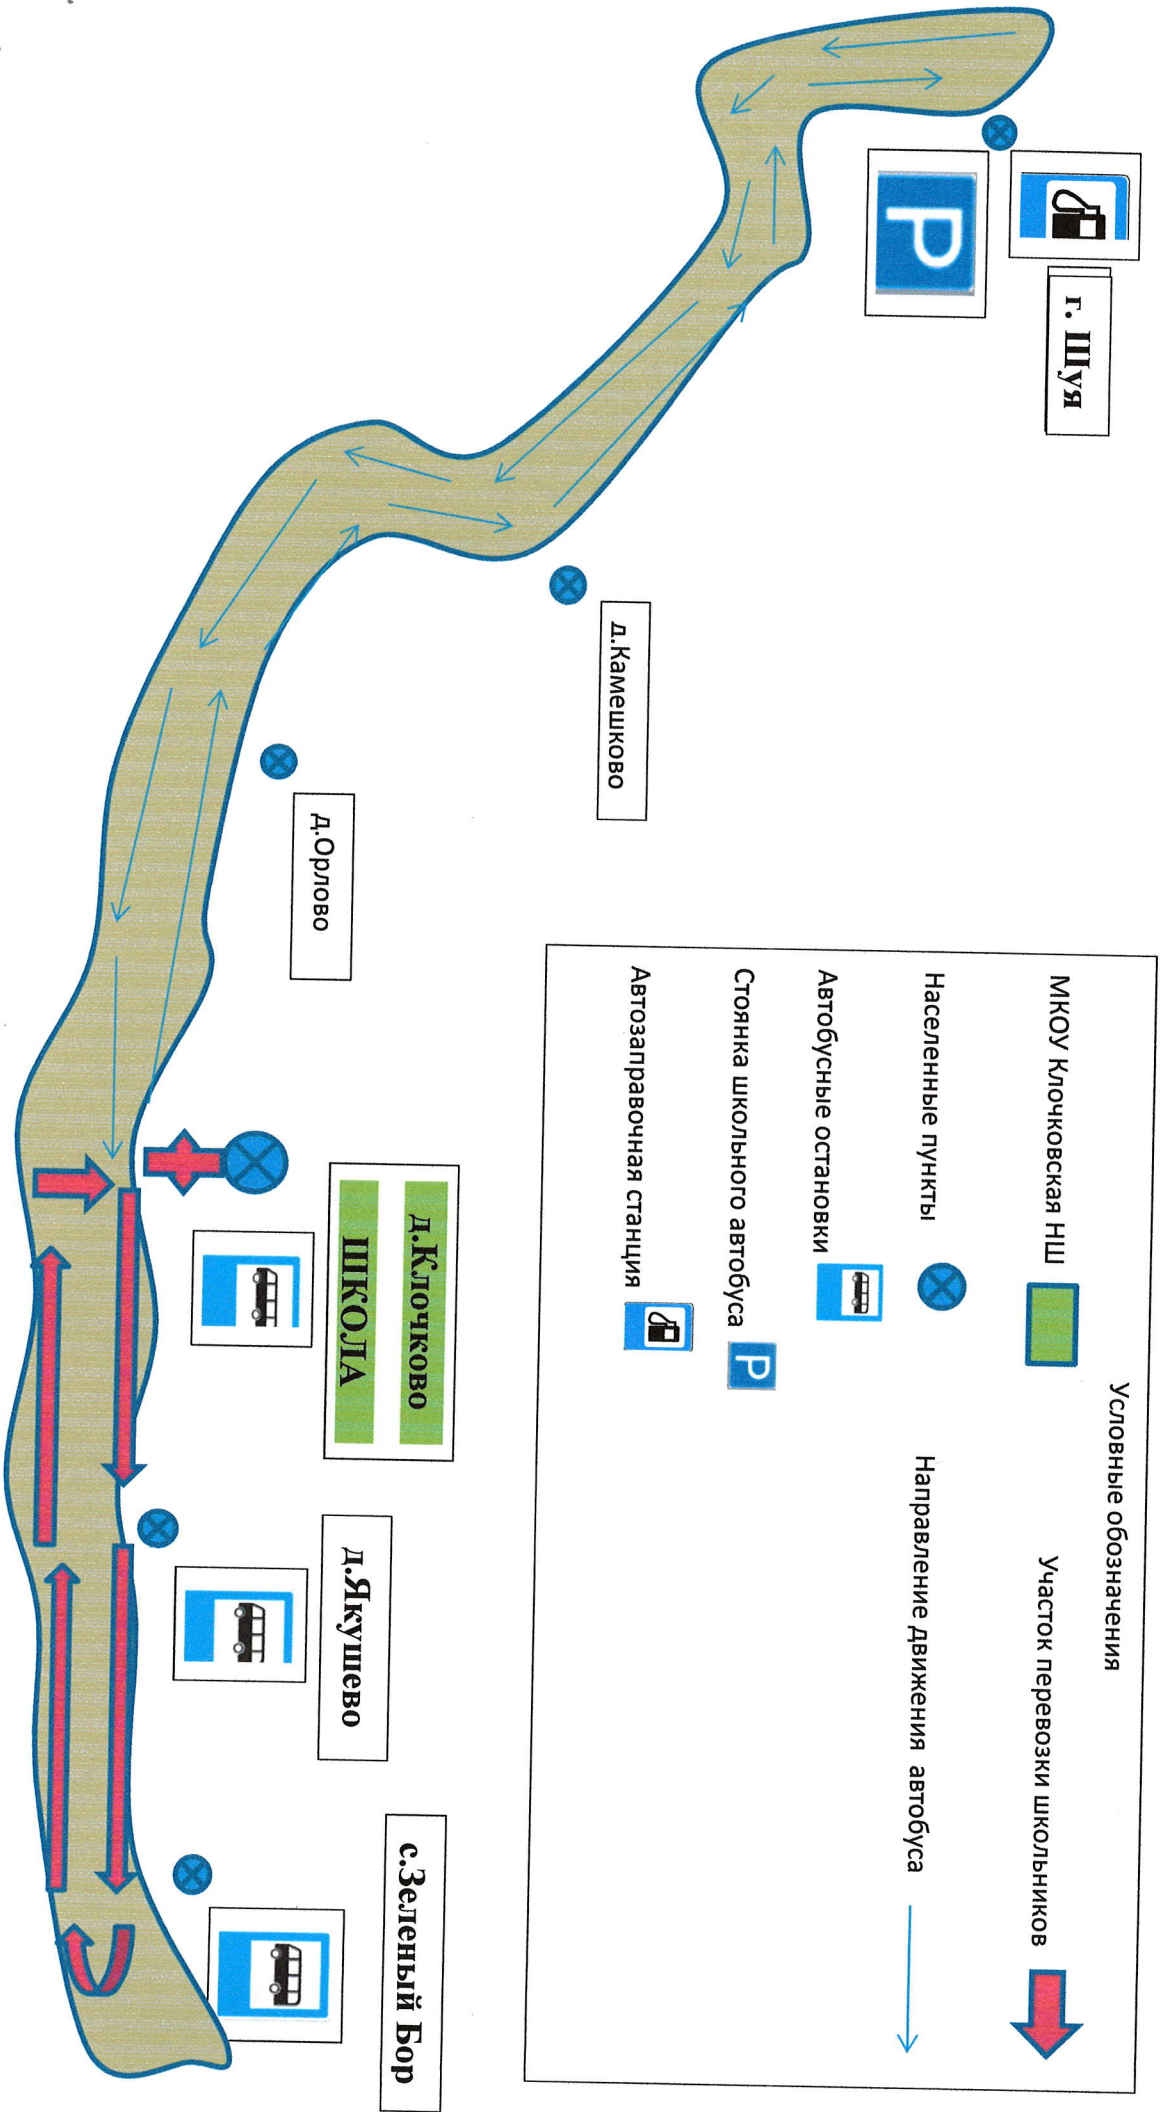 г. Шуя
P
д.Камешково
д.Орлово
д.Клочково
ШКОЛА
д.Якушево
с.Зеленый Бор
Условные обозначения
МКОУ Клочковская НШ
Участок перевозки школьников
Населенные пункты
Направление движения автобуса
Автобусные остановки
Стоянка школьного автобуса
P
Автозаправочная станция